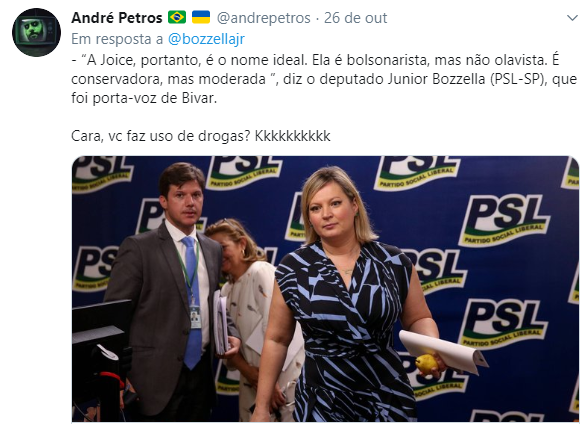 André Petros 🇧🇷 🇺🇦 @andrepetros · 26 de out
Em resposta a @bozzellajr
- “A Joice, portanto, é o nome ideal. Ela é bolsonarista, mas não olavista. É
conservadora, mas moderada ”, diz o deputado Junior Bozzella (PSL-SP), que
foi porta-voz de Bivar.
Cara, vc faz uso de drogas? Kkkkkkkkkk
PSL
PARTIDO SOCIAL LIBERAL
PSL
PARTIDO SOCIAL LIBERAL
PSL
PARTIDO SOCIAL LIBERAL
PSL
PARTIDO SOCIAL LIBERAL
PSL
PARTIDO SOCIAL LIBERAL